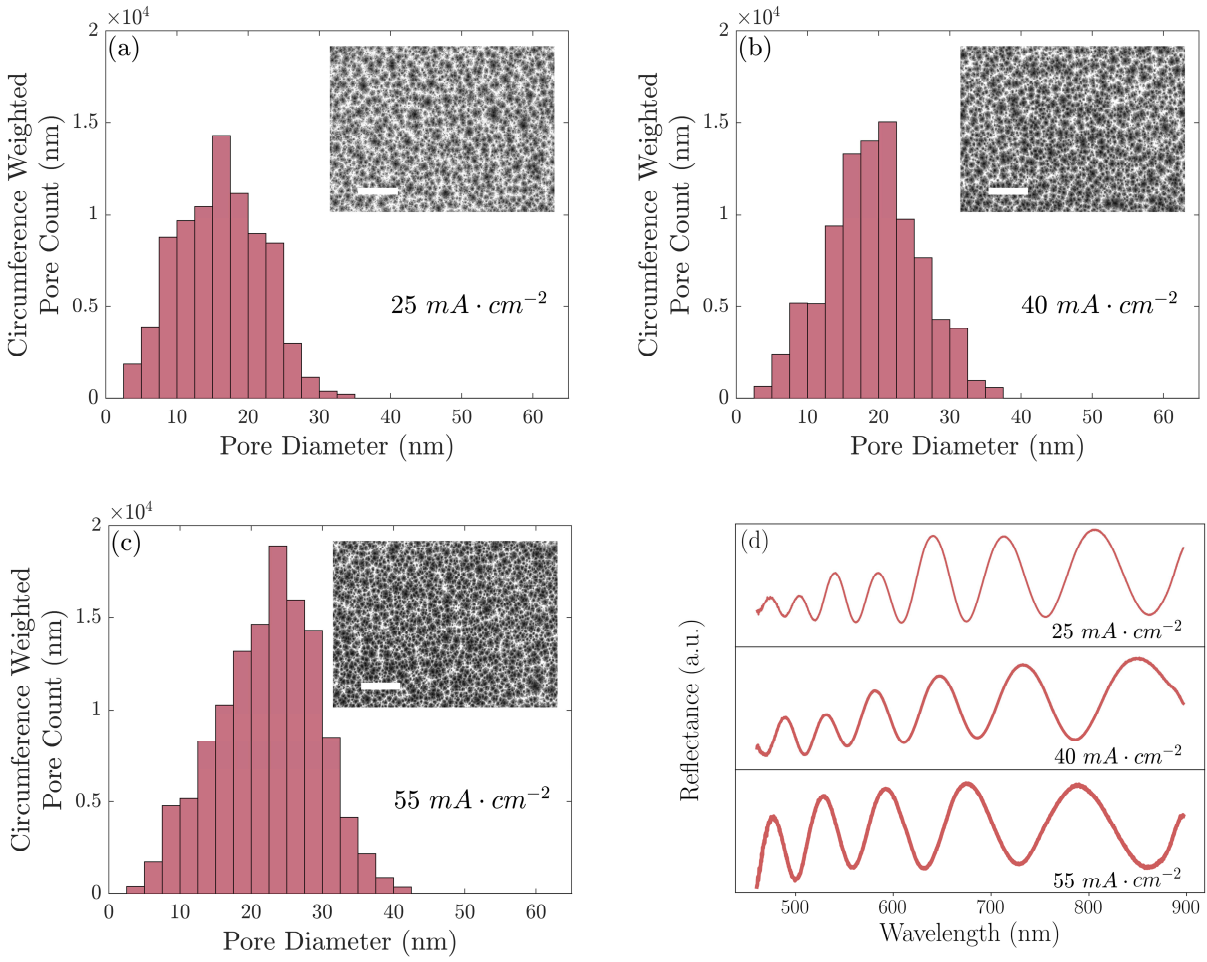 ×10⁴
(a)
2
1.5
1
0.5
0
Circumference Weighted
Pore Count (nm)
25 mA · cm⁻²
0 10 20 30 40 50 60
Pore Diameter (nm)
×10⁴
(b)
2
1.5
1
0.5
0
Circumference Weighted
Pore Count (nm)
40 mA · cm⁻²
0 10 20 30 40 50 60
Pore Diameter (nm)
×10⁴
(c)
2
1.5
1
0.5
0
Circumference Weighted
Pore Count (nm)
55 mA · cm⁻²
0 10 20 30 40 50 60
Pore Diameter (nm)
(d)
Reflectance (a.u.)
25 mA · cm⁻²
40 mA · cm⁻²
55 mA · cm⁻²
500 600 700 800 900
Wavelength (nm)